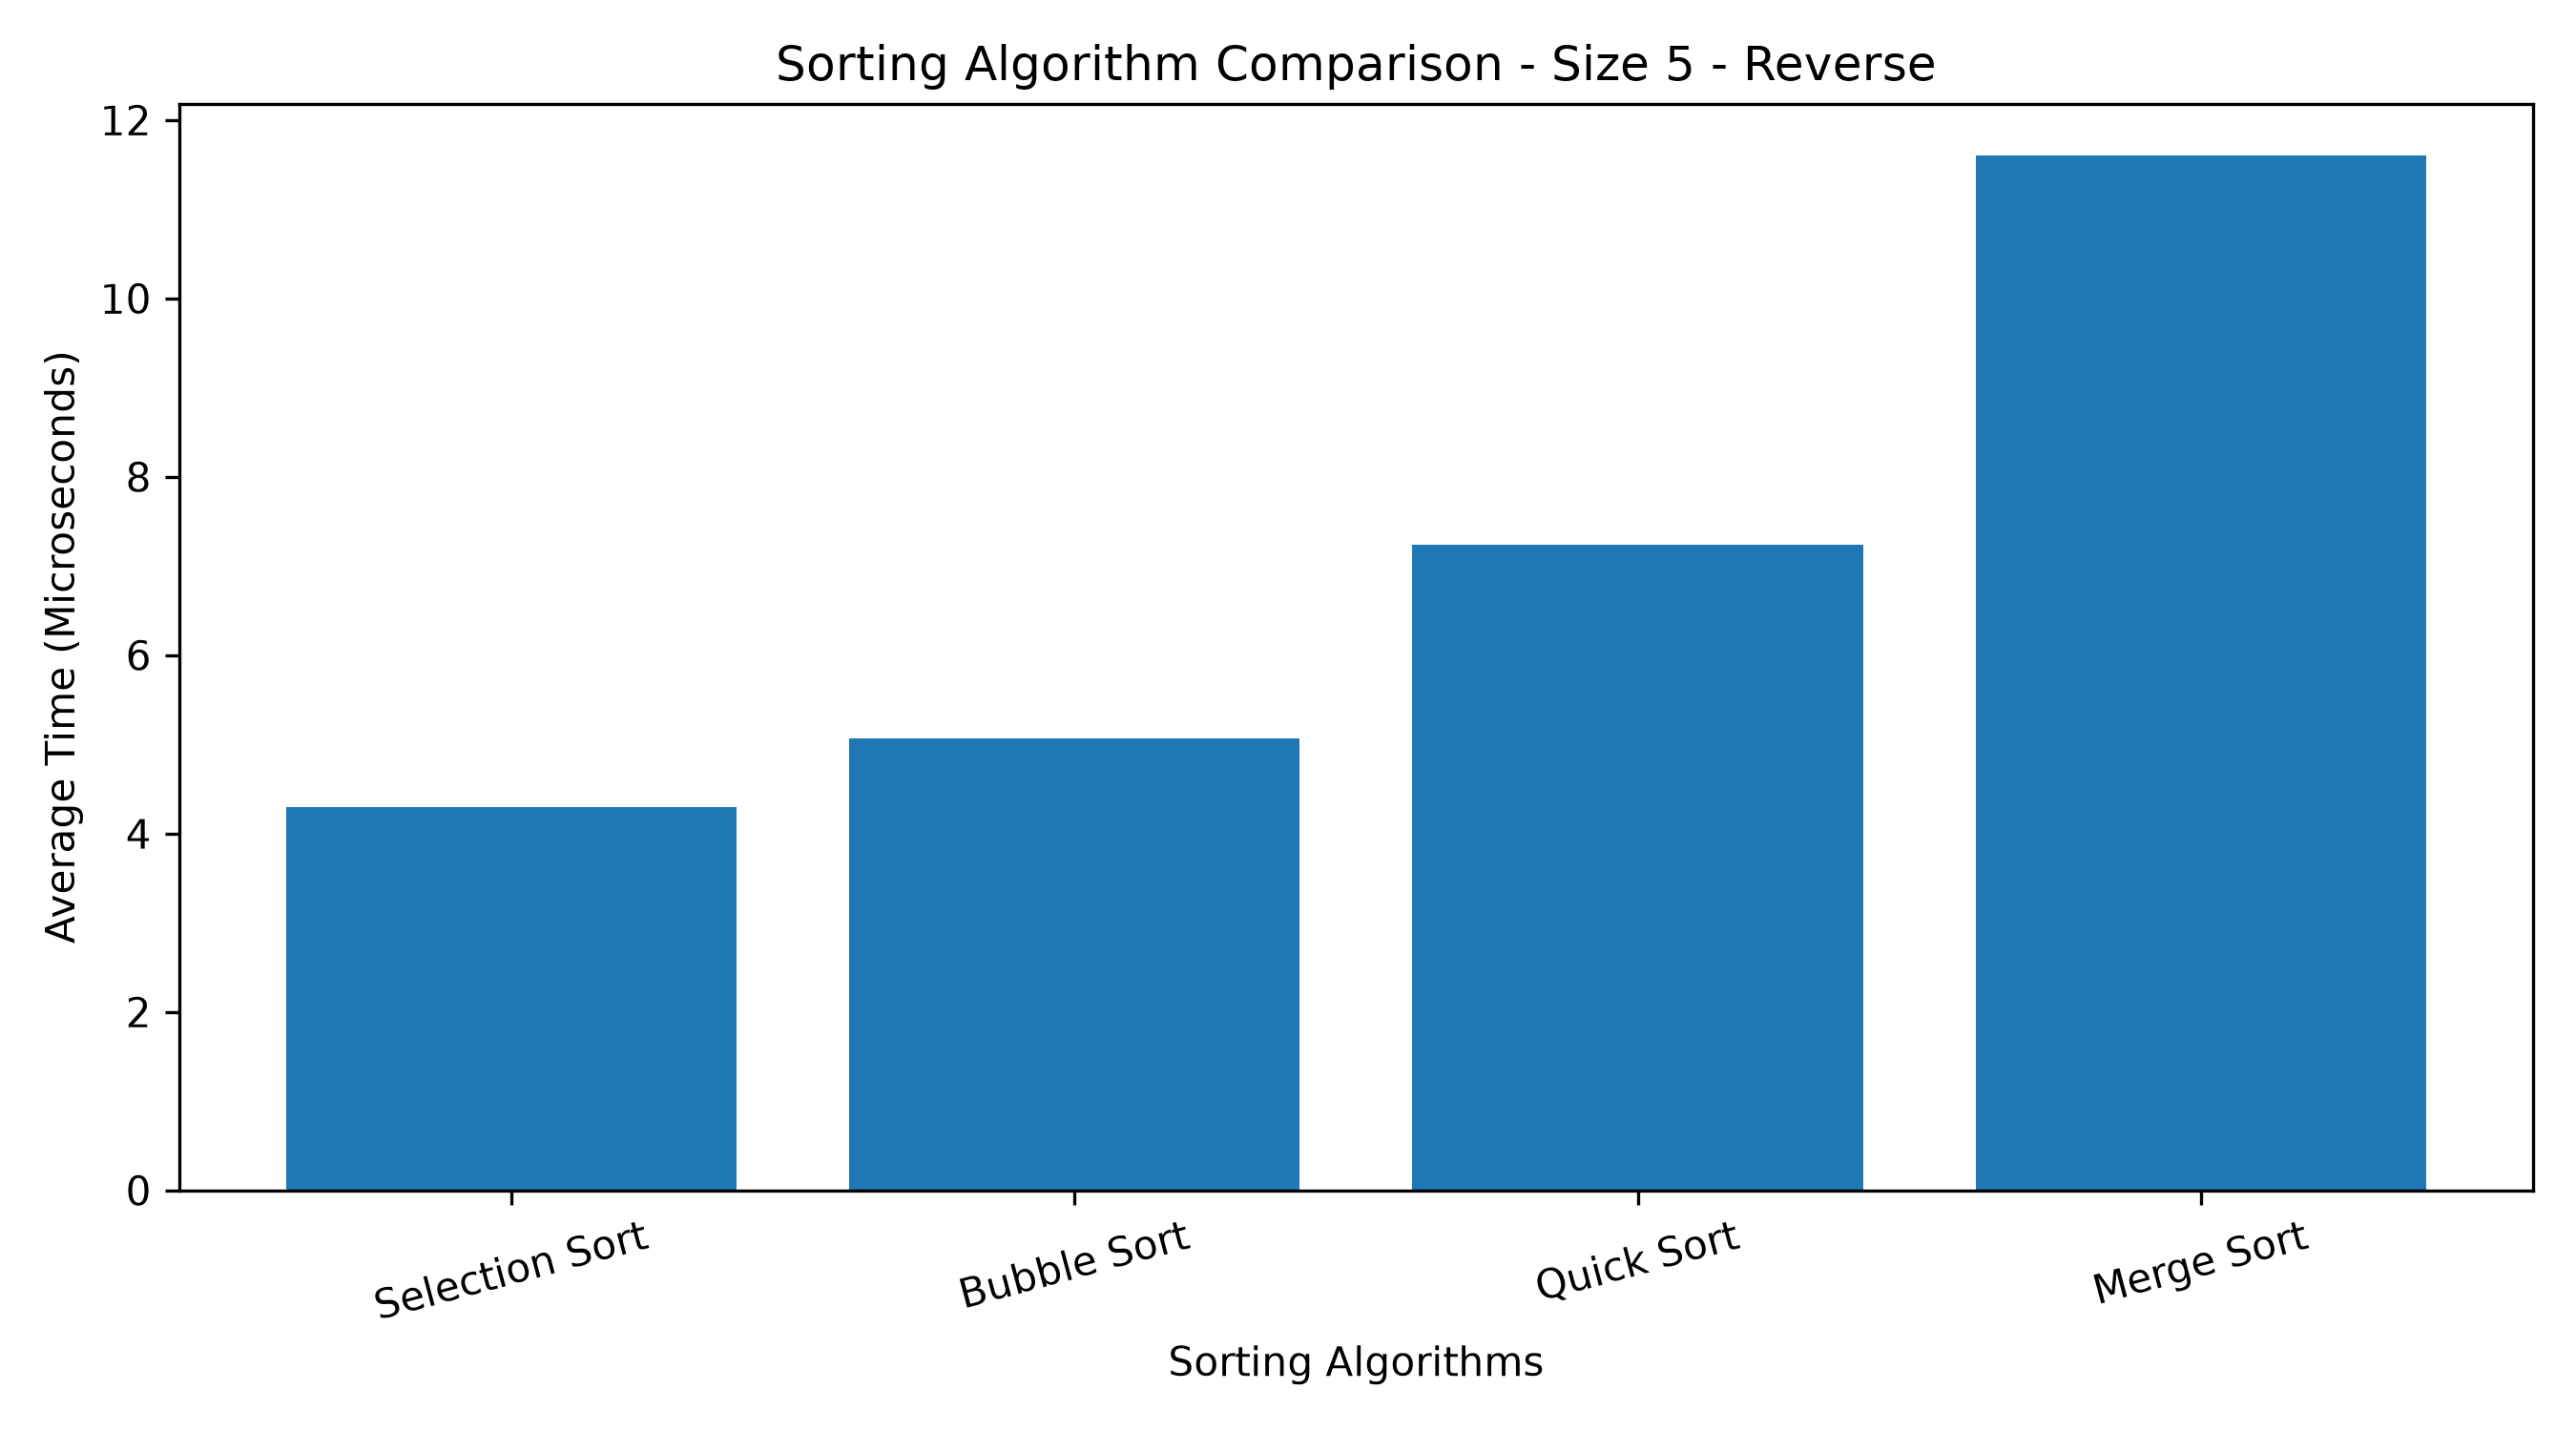 Sorting Algorithm Comparison - Size 5 - Reverse
Average Time (Microseconds)
12
10
8
6
4
2
0
Selection Sort
Bubble Sort
Quick Sort
Merge Sort
Sorting Algorithms